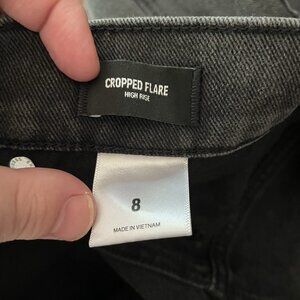 CROPPED FLARE
HIGH RISE
8
MADE IN VIETNAM